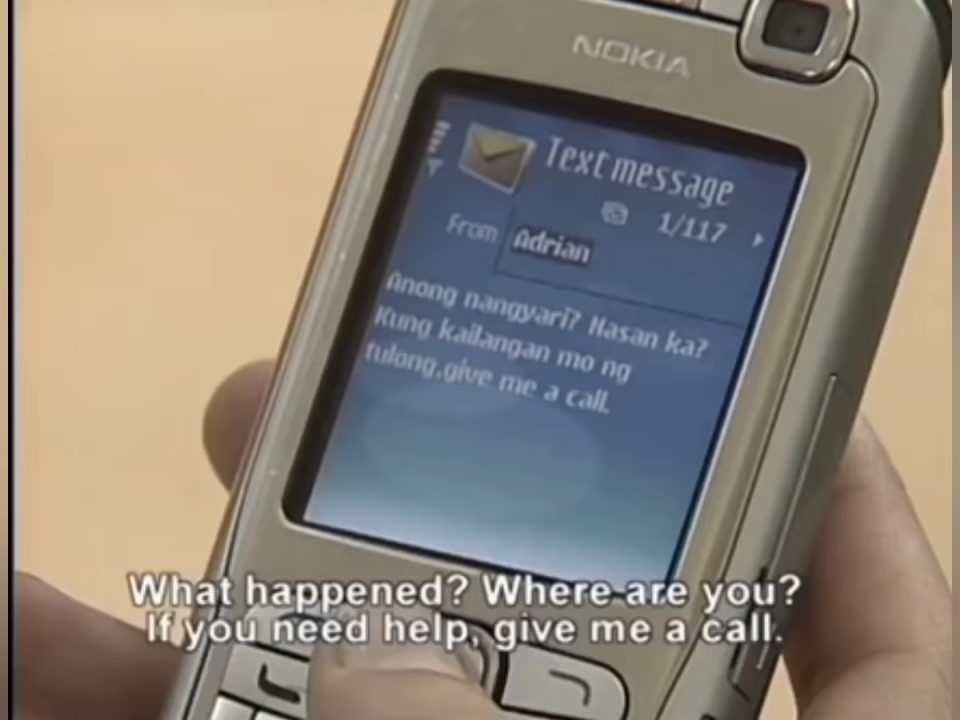 NOKIA
Text message
1/117
From Adrian
Anong nangyari? Nasan ka?
Kung kailangan mo ng
tulong,give me a call.
What happened? Where are you?
If you need help, give me a call.